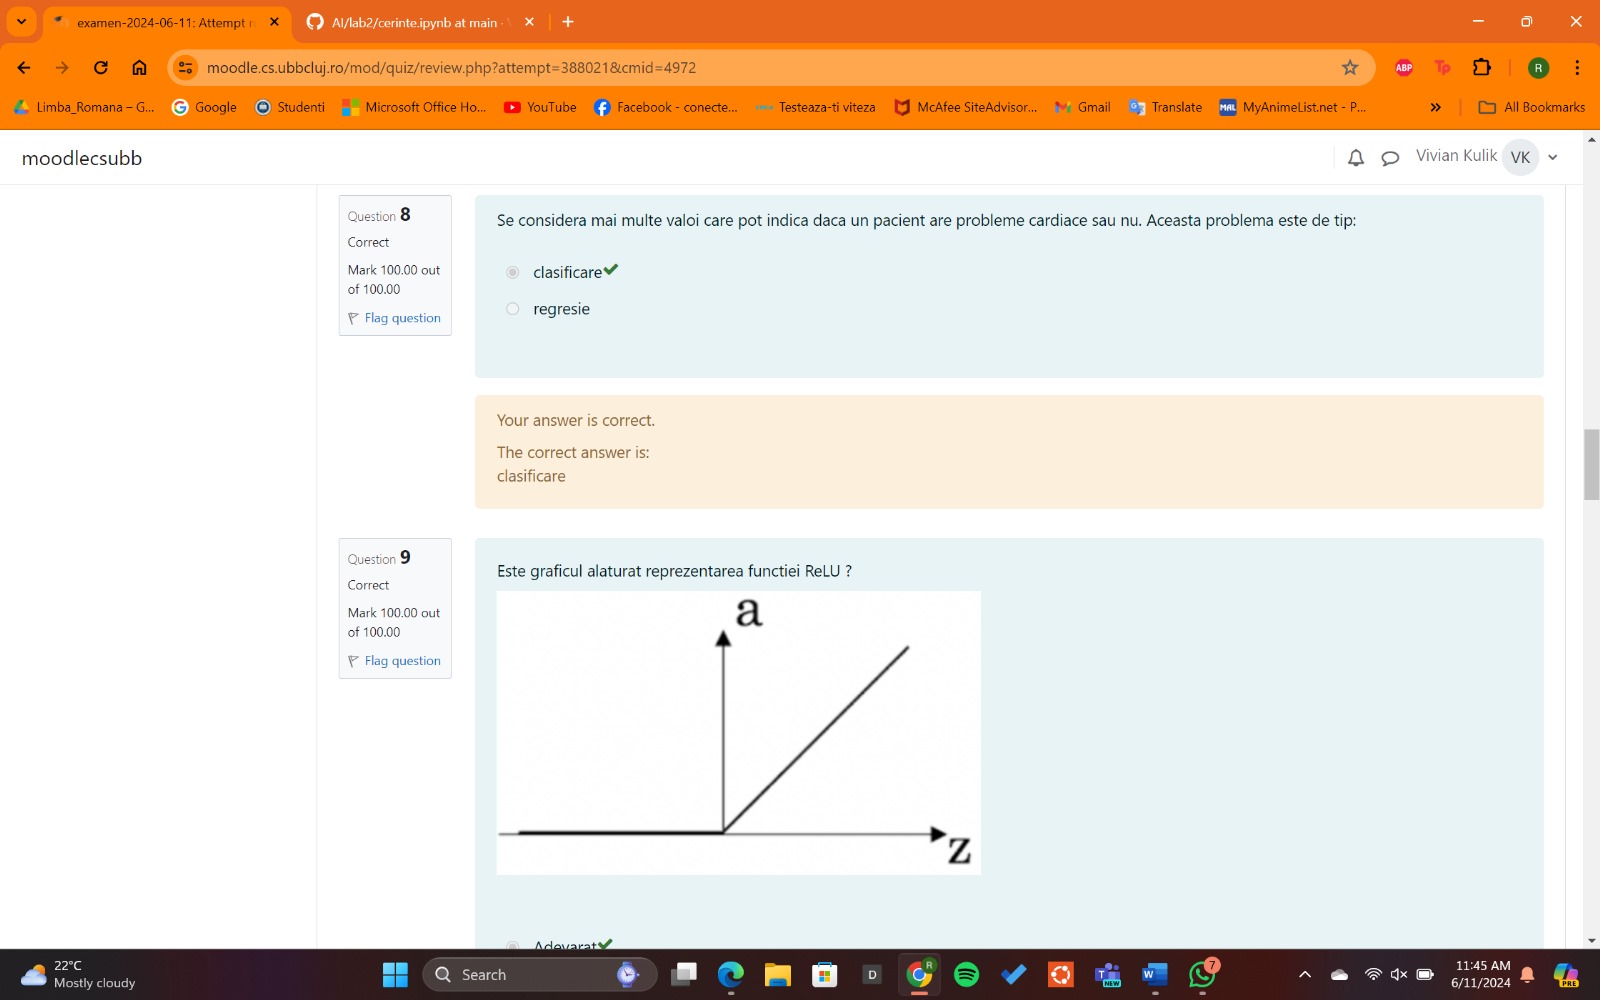 examen-2024-06-11: Attempt
AI/lab2/cerinte.ipynb at main ·
moodle.cs.ubbcluj.ro/mod/quiz/review.php?attempt=388021&cmid=4972
ABP
Tp
R
Limba_Romana – G...
Google
Studenti
Microsoft Office Ho...
YouTube
Facebook - conecte...
Testeaza-ti viteza
McAfee SiteAdvisor...
Gmail
Translate
MAL
MyAnimeList.net - P...
»
All Bookmarks
moodlecsubb
Vivian Kulik
VK
Question 8
Correct
Mark 100.00 out
of 100.00
Flag question
Se considera mai multe valoi care pot indica daca un pacient are probleme cardiace sau nu. Aceasta problema este de tip:
clasificare
regresie
Your answer is correct.
The correct answer is:
clasificare
Question 9
Correct
Mark 100.00 out
of 100.00
Flag question
Este graficul alaturat reprezentarea functiei ReLU ?
a
z
Adevarat
22°C
Mostly cloudy
Search
D
R
NEW
7
11:45 AM
6/11/2024
PRE